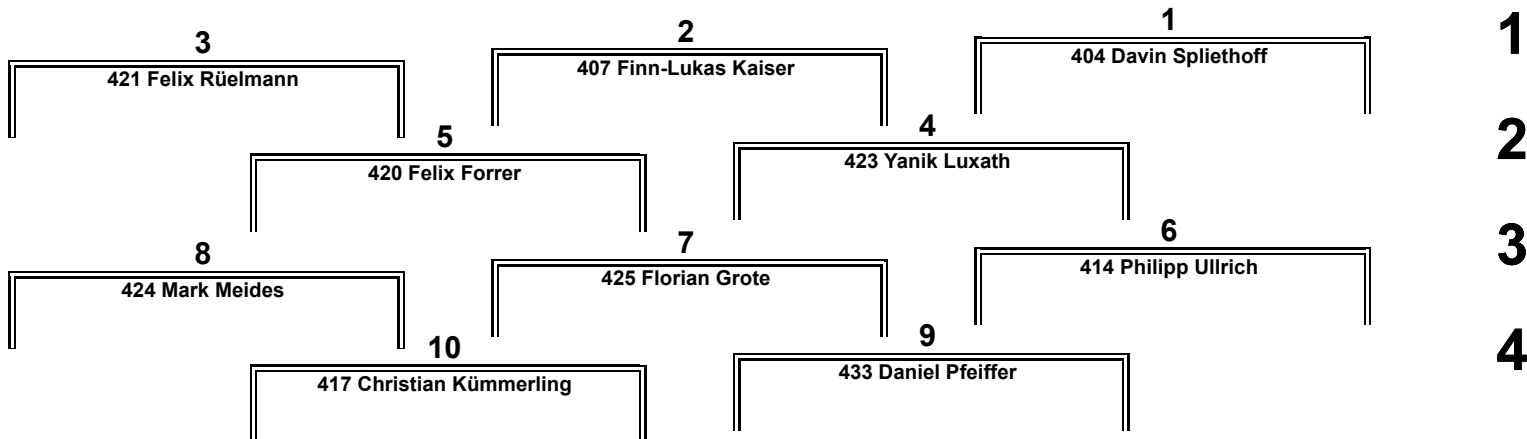 3 2 1 1
421 Felix Rüelmann 407 Finn-Lukas Kaiser 404 Davin Spliethoff
5 4 2
420 Felix Forrer 423 Yanik Luxath
8 7 6 3
424 Mark Meides 425 Florian Grote 414 Philipp Ullrich
10 9 4
417 Christian Kümmerling 433 Daniel Pfeiffer